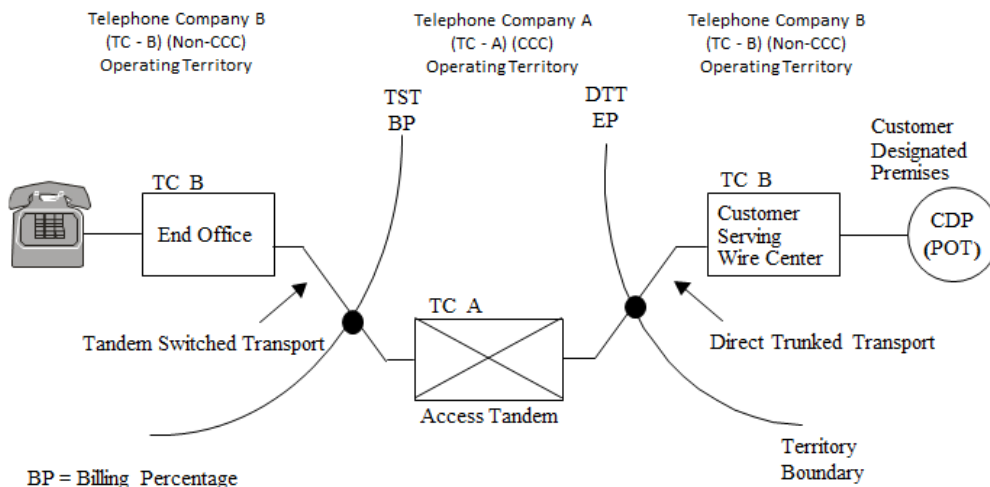 Telephone Company B
(TC - B) (Non-CCC)
Operating Territory
Telephone Company A
(TC - A) (CCC)
Operating Territory
Telephone Company B
(TC - B) (Non-CCC)
Operating Territory
TST
BP
DTT
EP
Customer
Designated
Premises
TC B
End Office
TC B
Customer
Serving
Wire Center
CDP
(POT)
TC A
Tandem Switched Transport
Direct Trunked Transport
Access Tandem
Territory
Boundary
BP = Billing Percentage